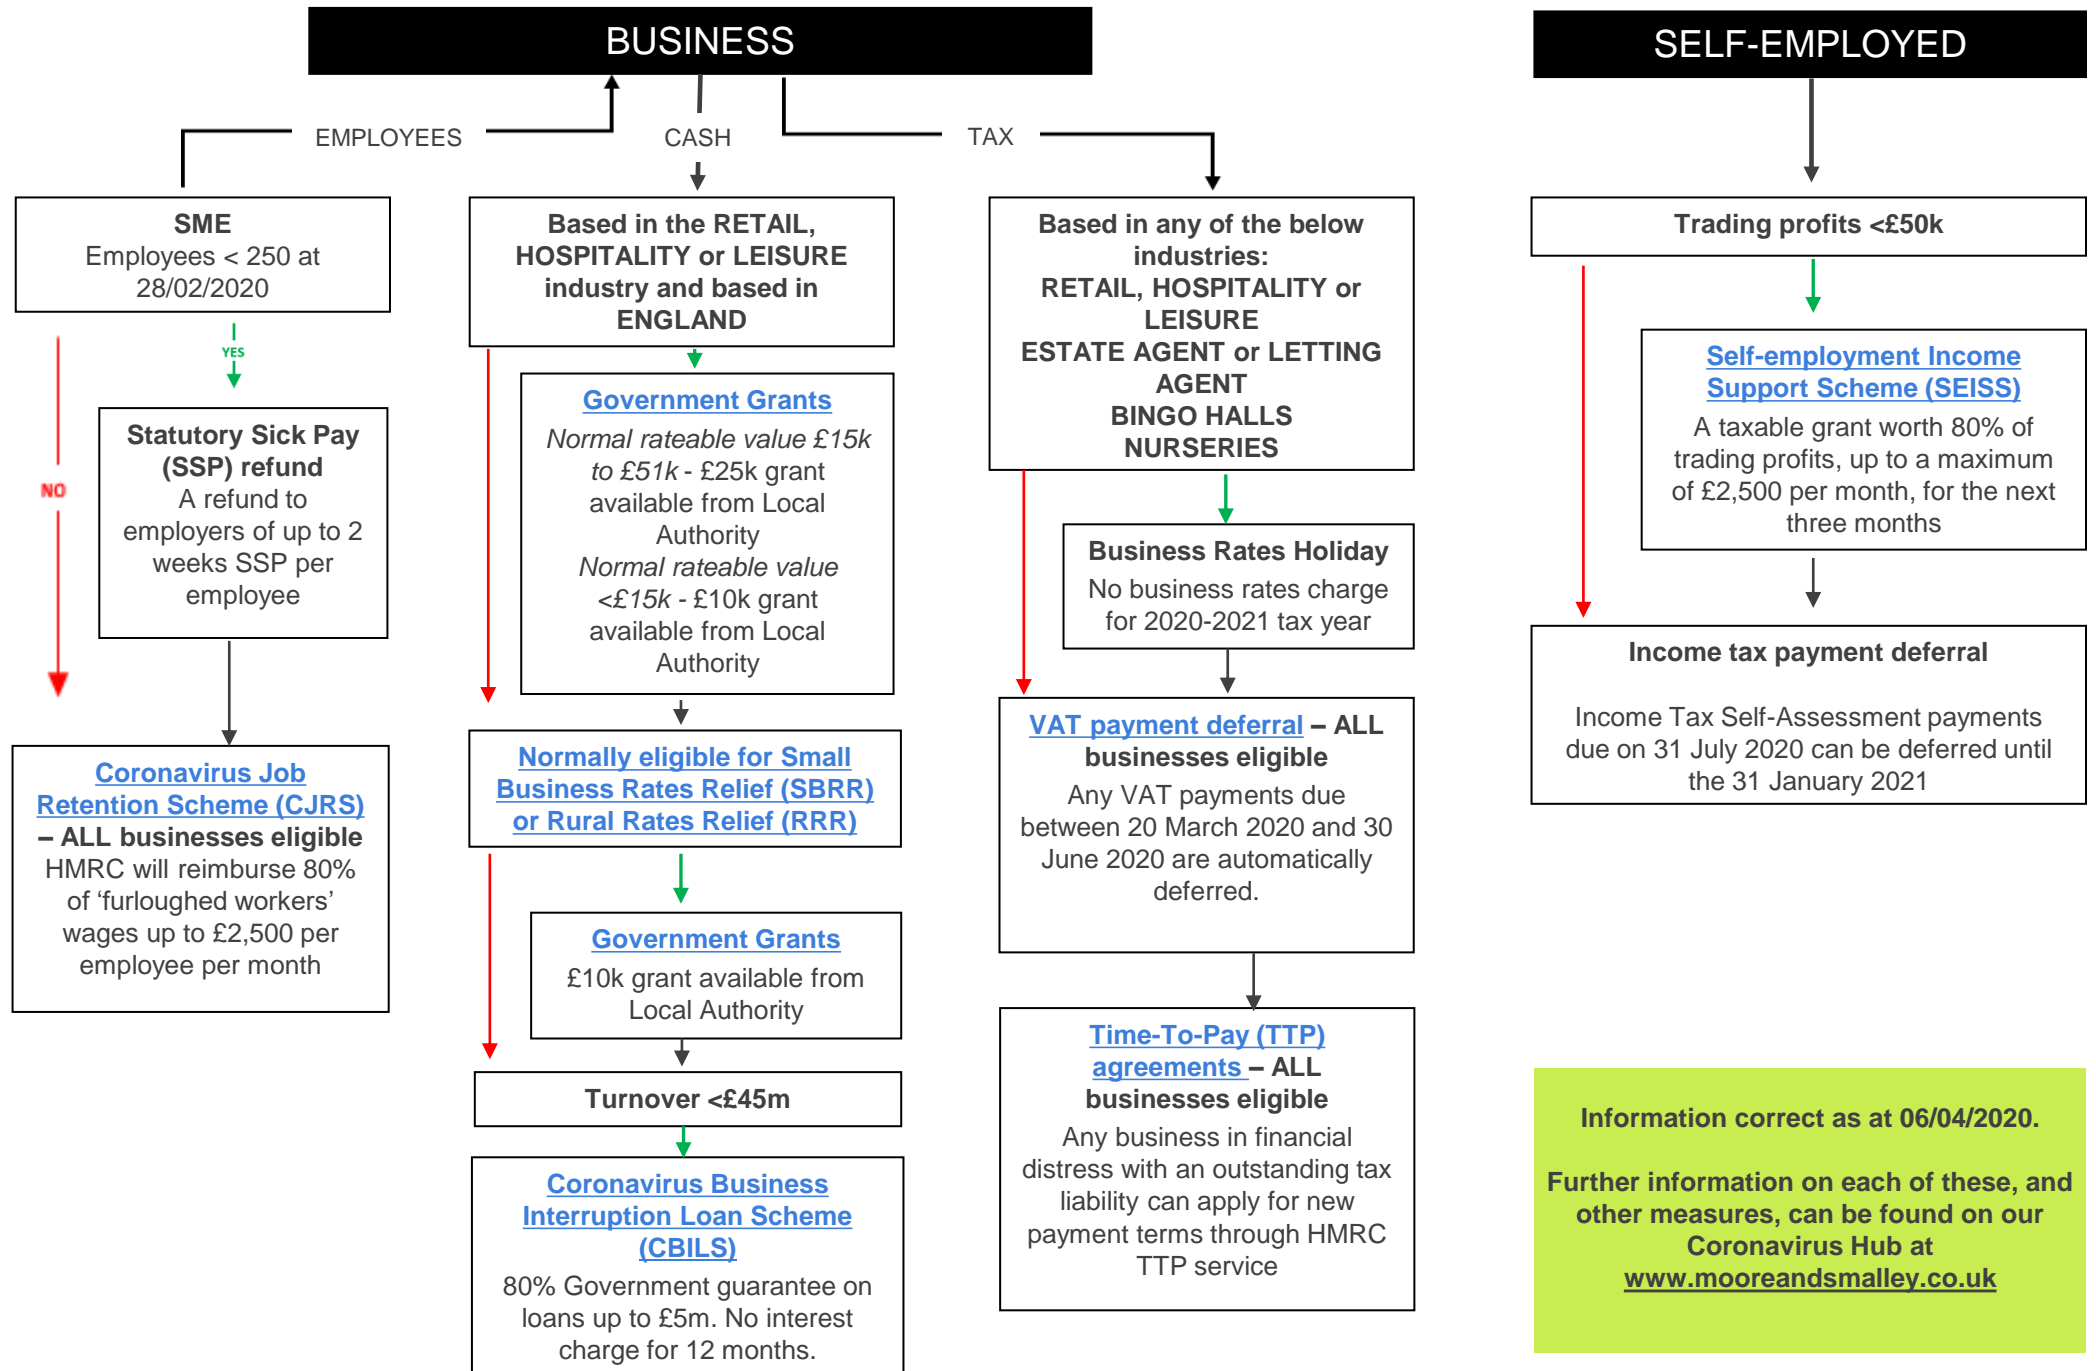 BUSINESS
EMPLOYEES
CASH
TAX
SME
Employees < 250 at
28/02/2020
YES
NO
Statutory Sick Pay
(SSP) refund
A refund to
employers of up to 2
weeks SSP per
employee
Coronavirus Job
Retention Scheme (CJRS)
– ALL businesses eligible
HMRC will reimburse 80%
of ‘furloughed workers’
wages up to £2,500 per
employee per month
Based in the RETAIL,
HOSPITALITY or LEISURE
industry and based in
ENGLAND
Government Grants
Normal rateable value £15k
to £51k - £25k grant
available from Local
Authority
Normal rateable value
<£15k - £10k grant
available from Local
Authority
Normally eligible for Small
Business Rates Relief (SBRR)
or Rural Rates Relief (RRR)
Government Grants
£10k grant available from
Local Authority
Turnover <£45m
Coronavirus Business
Interruption Loan Scheme
(CBILS)
80% Government guarantee on
loans up to £5m. No interest
charge for 12 months.
Based in any of the below
industries:
RETAIL, HOSPITALITY or
LEISURE
ESTATE AGENT or LETTING
AGENT
BINGO HALLS
NURSERIES
Business Rates Holiday
No business rates charge
for 2020-2021 tax year
VAT payment deferral – ALL
businesses eligible
Any VAT payments due
between 20 March 2020 and 30
June 2020 are automatically
deferred.
Time-To-Pay (TTP)
agreements – ALL
businesses eligible
Any business in financial
distress with an outstanding tax
liability can apply for new
payment terms through HMRC
TTP service
SELF-EMPLOYED
Trading profits <£50k
Self-employment Income
Support Scheme (SEISS)
A taxable grant worth 80% of
trading profits, up to a maximum
of £2,500 per month, for the next
three months
Income tax payment deferral
Income Tax Self-Assessment payments
due on 31 July 2020 can be deferred until
the 31 January 2021
Information correct as at 06/04/2020.
Further information on each of these, and
other measures, can be found on our
Coronavirus Hub at
www.mooreandsmalley.co.uk